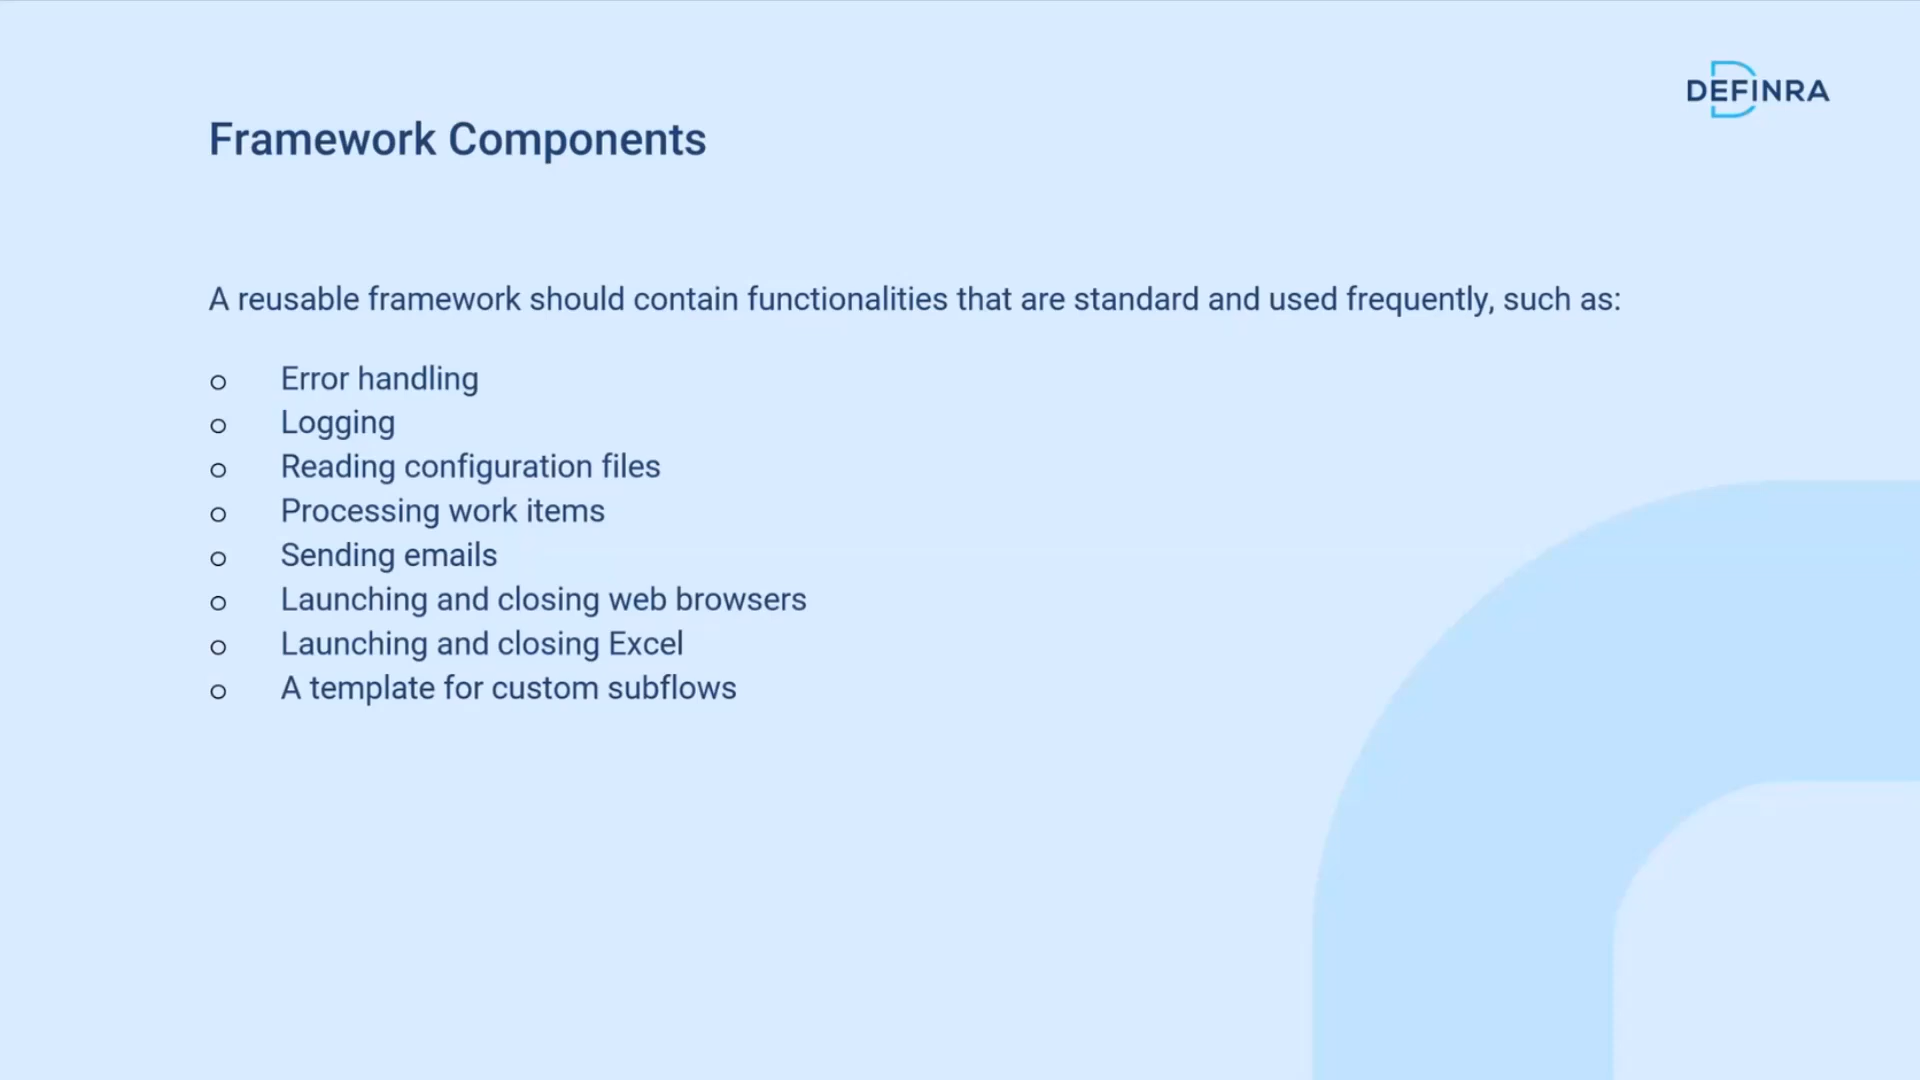 DEFINRA
Framework Components
A reusable framework should contain functionalities that are standard and used frequently, such as:
o Error handling
o Logging
o Reading configuration files
o Processing work items
o Sending emails
o Launching and closing web browsers
o Launching and closing Excel
o A template for custom subflows